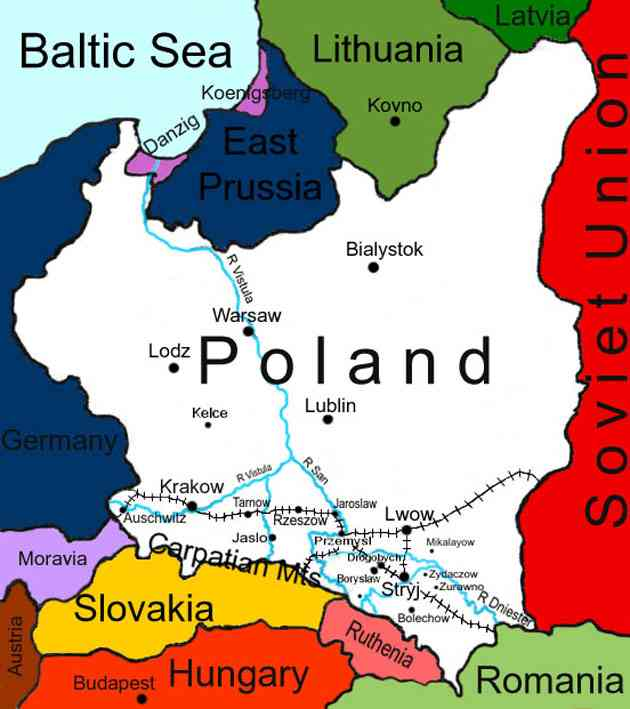 Latvia
Baltic Sea
Lithuania
Koenigsberg
Kovno
Danzig
East
Prussia
Soviet Union
Bialystok
R Vistula
Warsaw
Lodz
Poland
Kelce
Lublin
Germany
R Vistula
R San
Krakow
Tarnow
Jaroslaw
Auschwitz
Rzeszow
Lwow
Jaslo
Przemysl
Mikalayow
Moravia
Carpatian Mts
Drogobych
Boryslaw
Zydaczow
Stryj
Zurawno
R Dniester
Slovakia
Bolechow
Austria
Ruthenia
Hungary
Budapest
Romania